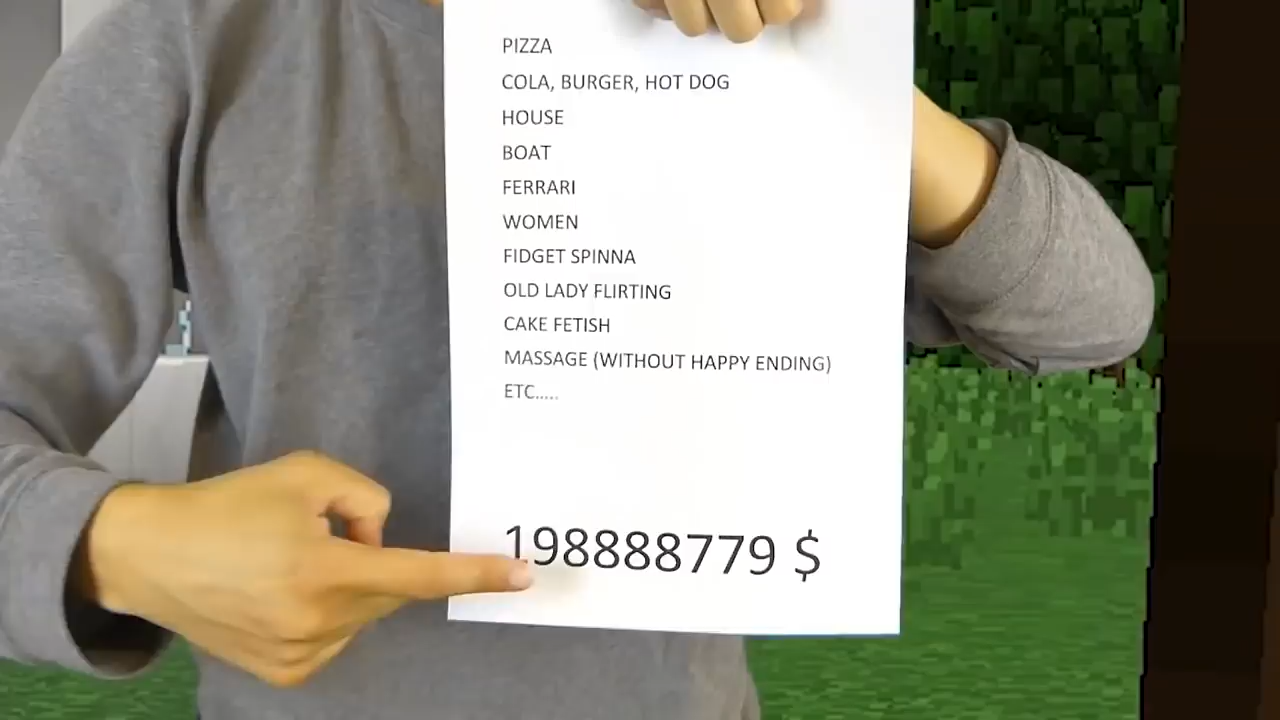 PIZZA
COLA, BURGER, HOT DOG
HOUSE
BOAT
FERRARI
WOMEN
FIDGET SPINNA
OLD LADY FLIRTING
CAKE FETISH
MASSAGE (WITHOUT HAPPY ENDING)
ETC.....
198888779 $